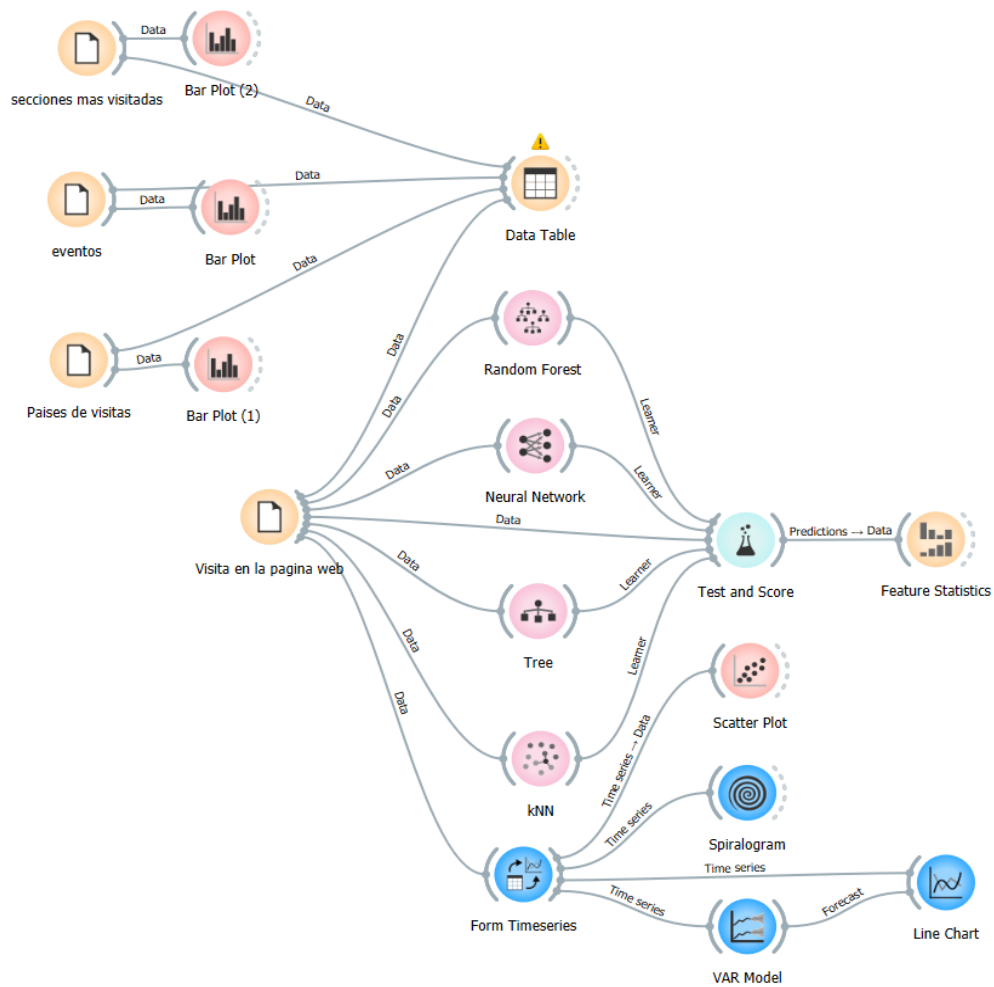 Data
secciones mas visitadas
Bar Plot (2)
Data
Data
Data
eventos
Bar Plot
Data Table
Data
Data
Paises de visitas
Bar Plot (1)
Data
Data
Random Forest
Learner
Data
Neural Network
Learner
Data
Visita en la pagina web
Predictions → Data
Test and Score
Feature Statistics
Data
Tree
Learner
Data
kNN
Learner
Data
Time series → Data
Scatter Plot
Time series
Spiralogram
Time series
Form Timeseries
Time series
VAR Model
Forecast
Line Chart